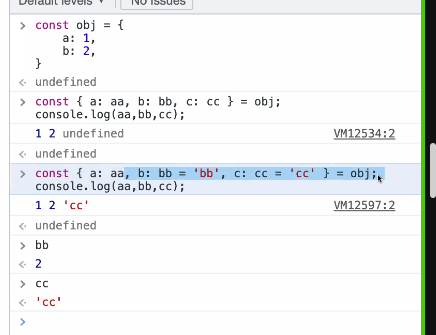 Default levels ▾ No Issues
> const obj = {
a: 1,
b: 2,
}
<· undefined
> const { a: aa, b: bb, c: cc } = obj;
console.log(aa,bb,cc);
1 2 undefined VM12534:2
<· undefined
> const { a: aa, b: bb = 'bb', c: cc = 'cc' } = obj;
console.log(aa,bb,cc);
1 2 'cc' VM12597:2
<· undefined
> bb
<· 2
> cc
<· 'cc'
>